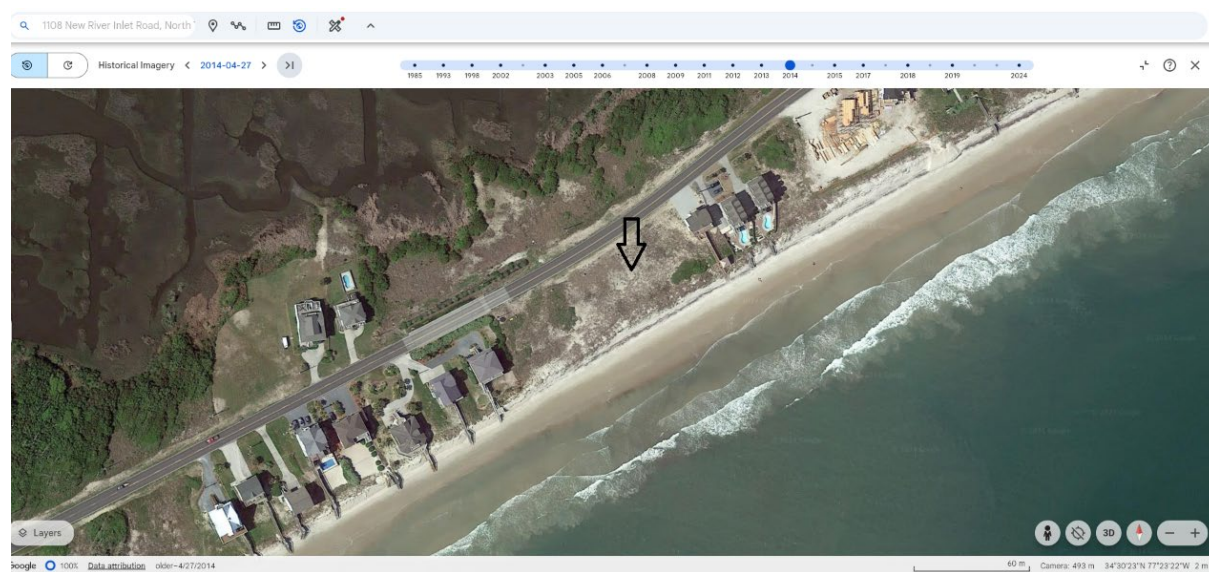 1108 New River Inlet Road, North
Historical Imagery < 2014-04-27 >
1985 1993 1998 2002 2003 2005 2006 2008 2009 2011 2012 2013 2014 2015 2017 2018 2019 2024
Layers
3D
Google 100% Data attribution older–4/27/2014
60 m Camera: 493 m 34°30'23"N 77°23'22"W 2 m